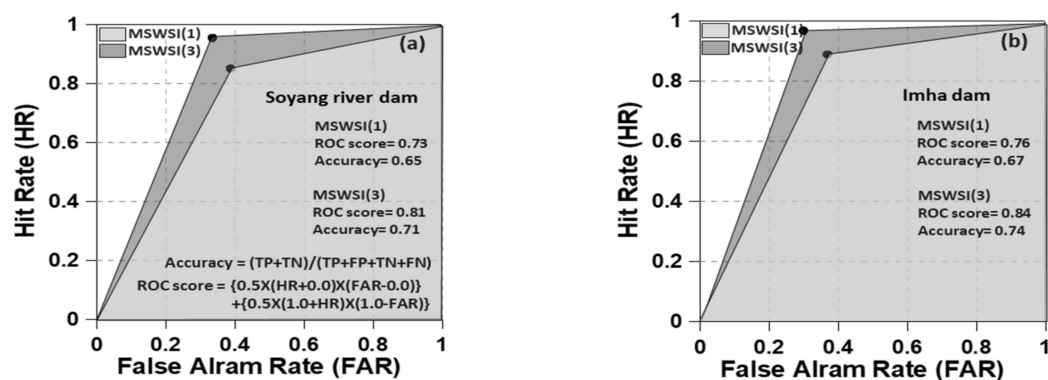 MSWSI(1)
MSWSI(3)
(a)
Soyang river dam
MSWSI(1)
ROC score= 0.73
Accuracy= 0.65
MSWSI(3)
ROC score= 0.81
Accuracy= 0.71
Accuracy = (TP+TN)/(TP+FP+TN+FN)
ROC score = {0.5X(HR+0.0)X(FAR-0.0)}
+{0.5X(1.0+HR)X(1.0-FAR)}
Hit Rate (HR)
1
0.8
0.6
0.4
0.2
0
0 0.2 0.4 0.6 0.8 1
False Alram Rate (FAR)
MSWSI(1)
MSWSI(3)
(b)
Imha dam
MSWSI(1)
ROC score= 0.76
Accuracy= 0.67
MSWSI(3)
ROC score= 0.84
Accuracy= 0.74
Hit Rate (HR)
1
0.8
0.6
0.4
0.2
0
0 0.2 0.4 0.6 0.8 1
False Alram Rate (FAR)